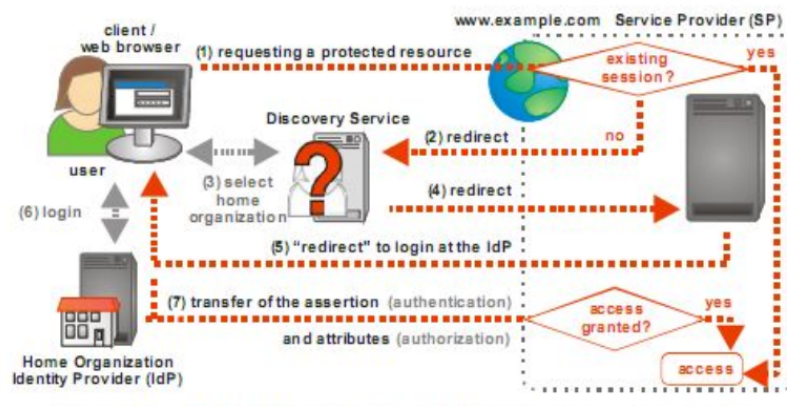 www.example.com Service Provider (SP)
client /
web browser
(1) requesting a protected resource
existing
session?
yes
Discovery Service
(2) redirect
no
user
(3) select
home
organization
(4) redirect
(6) login
(5) "redirect" to login at the IdP
(7) transfer of the assertion (authentication)
and attributes (authorization)
access
granted?
yes
access
Home Organization
Identity Provider (IdP)